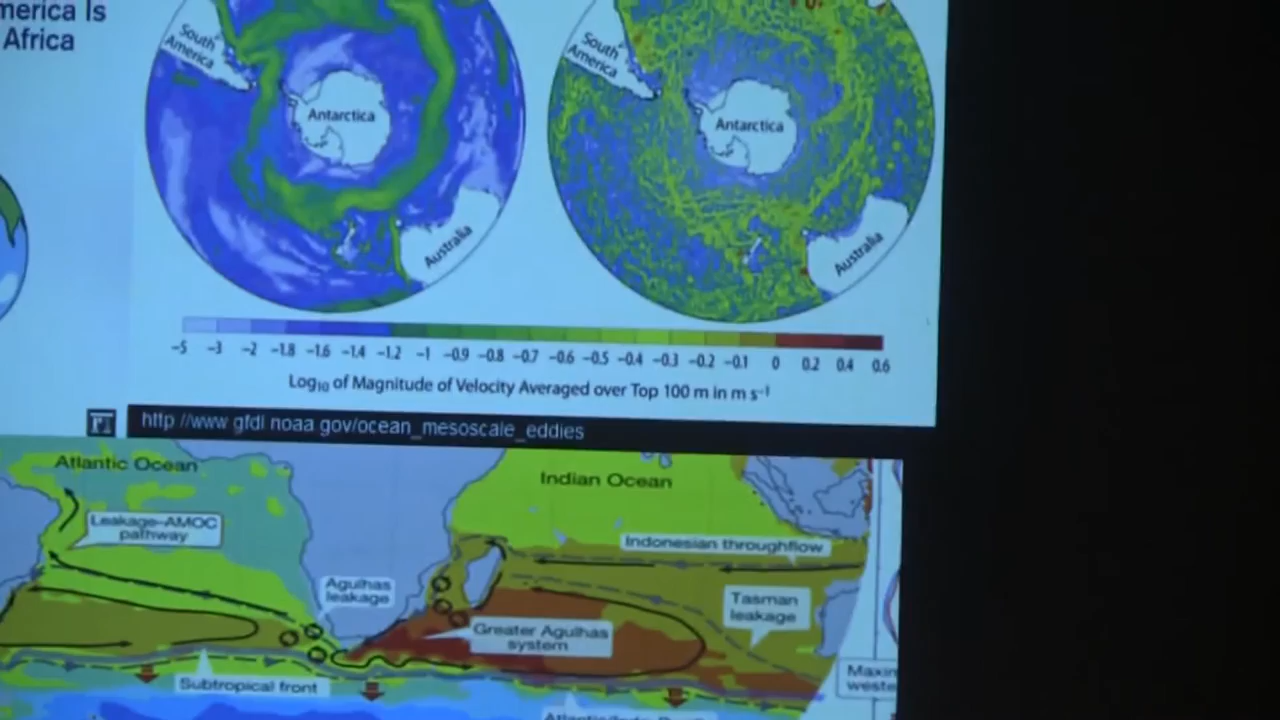 merica Is
Africa
South
America
Antarctica
Australia
South
America
Antarctica
Australia
-5 -3 -2 -1.8 -1.6 -1.4 -1.2 -1 -0.9 -0.8 -0.7 -0.6 -0.5 -0.4 -0.3 -0.2 -0.1 0 0.2 0.4 0.6
Log10 of Magnitude of Velocity Averaged over Top 100 m in m s-1
http //www gfdl noaa gov/ocean_mesoscale_eddies
Atlantic Ocean
Indian Ocean
Leakage–AMOC
pathway
Indonesian throughflow
Agulhas
leakage
Tasman
leakage
Greater Agulhas
system
Subtropical front
Maxin
weste